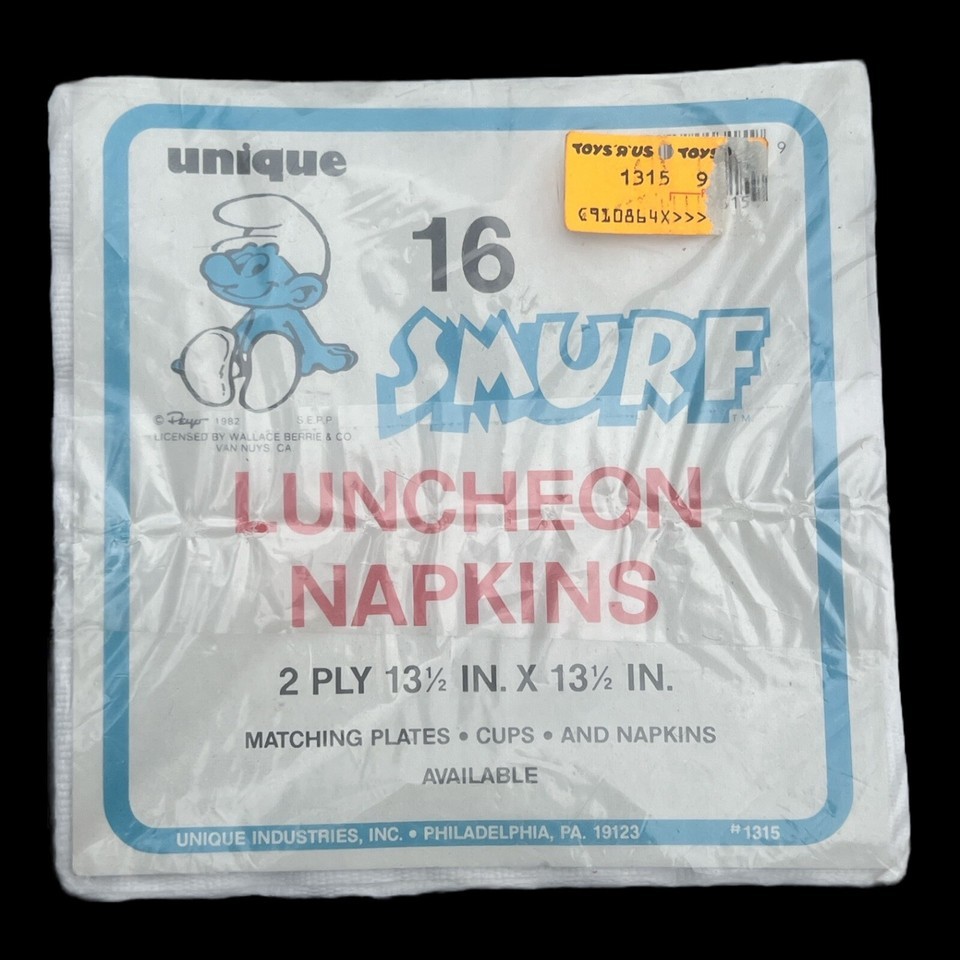 unique
TOYS "R" US TOYS
9
1315 9
C910864X>>>
16
SMURF
TM
© Peyo 1982 S.E.P.P.
LICENSED BY WALLACE BERRIE & CO
VAN NUYS, CA
LUNCHEON
NAPKINS
2 PLY 13½ IN. X 13½ IN.
MATCHING PLATES • CUPS • AND NAPKINS
AVAILABLE
UNIQUE INDUSTRIES, INC. • PHILADELPHIA, PA. 19123 #1315